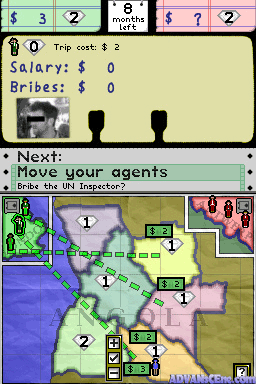 $ 3 2
8
months
left
$ ? 2
0 Trip cost: $ 2
Salary: $ 0
Bribes: $ 0
Next:
Move your agents
Bribe the UN Inspector?
1
$ 2
1
1
$ 2
1
ANGOLA
2
$ 2
1
$ 3
?
ADVANSCENE.COM